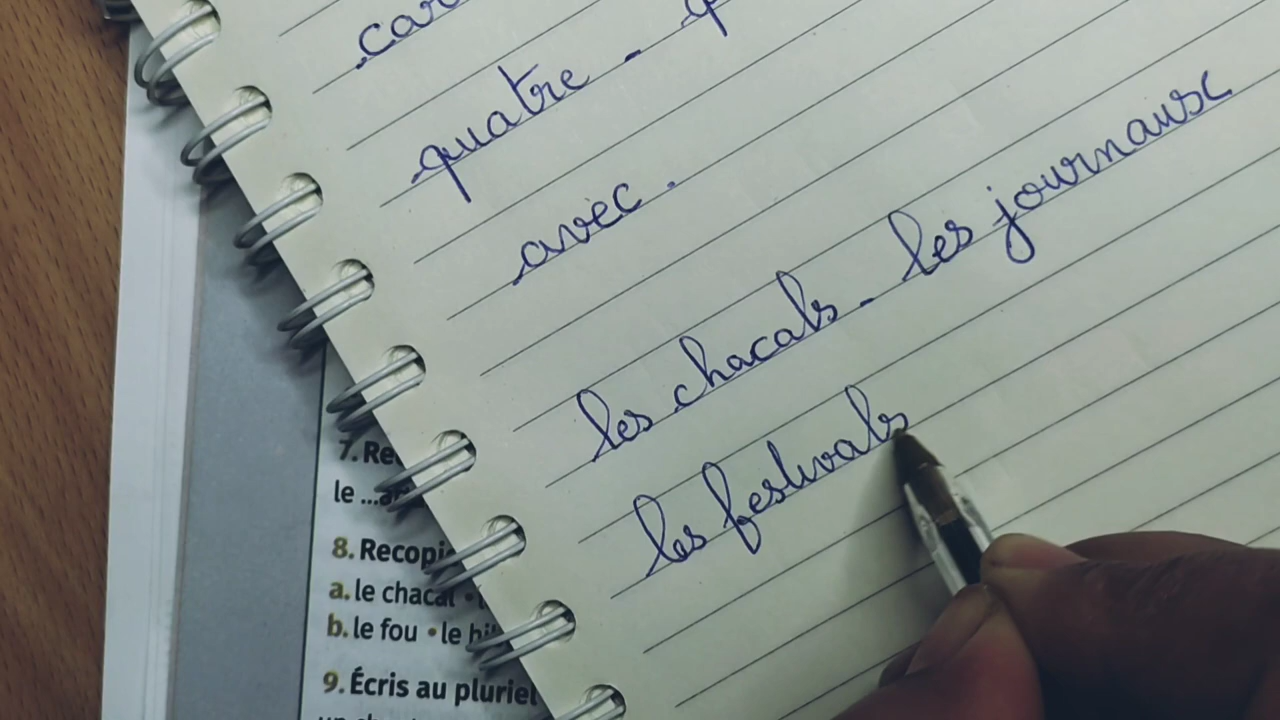 quatre -
avec.
les chacals - les journaux
les festivals
7.
le ...
8. Recopi
a. le chacal •
b. le fou • le
9. Écris au pluriel